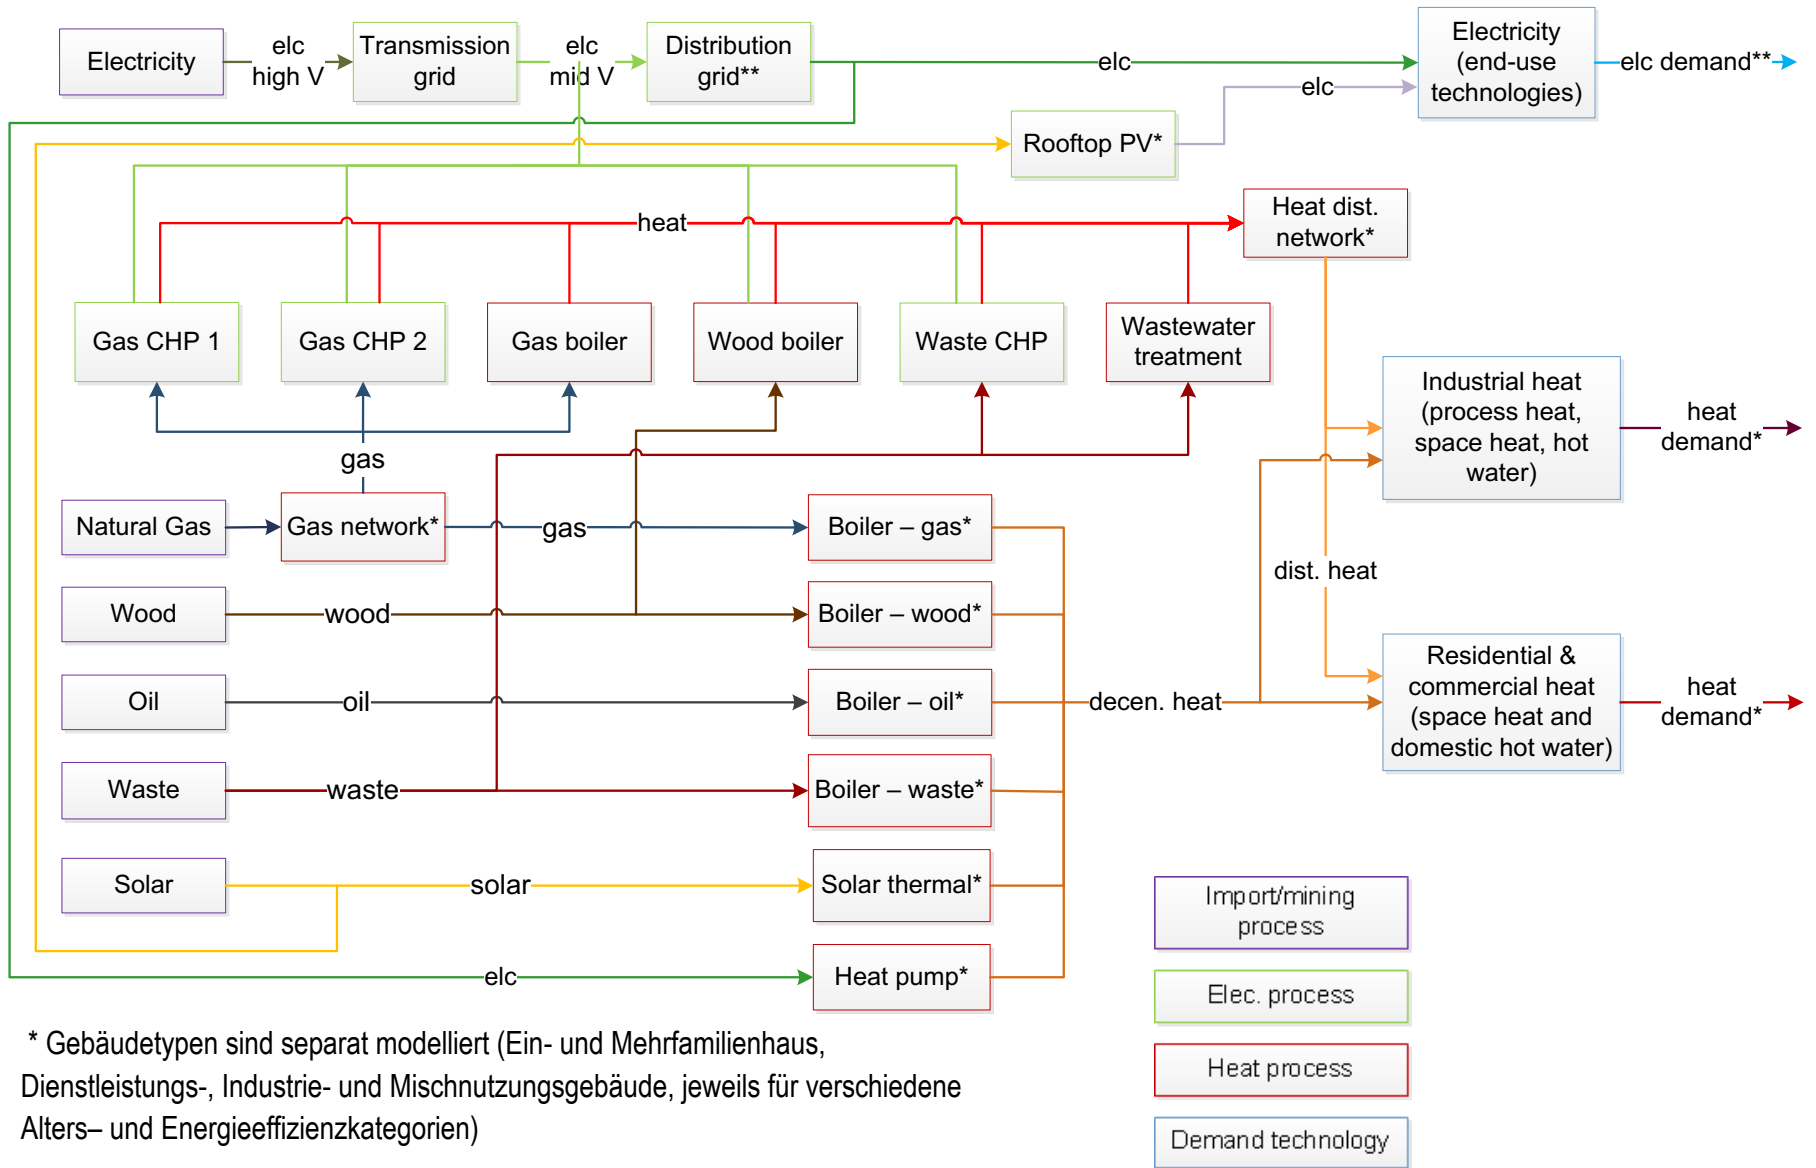 Electricity
elc
high V
Transmission
grid
elc
mid V
Distribution
grid**
elc
Electricity
(end-use
technologies)
elc demand**
elc
Rooftop PV*
heat
Heat dist.
network*
Gas CHP 1
Gas CHP 2
Gas boiler
Wood boiler
Waste CHP
Wastewater
treatment
Industrial heat
(process heat,
space heat, hot
water)
heat
demand*
gas
Natural Gas
Gas network*
gas
Boiler – gas*
dist. heat
Wood
wood
Boiler – wood*
Oil
oil
Boiler – oil*
decen. heat
Residential &
commercial heat
(space heat and
domestic hot water)
heat
demand*
Waste
waste
Boiler – waste*
Solar
solar
Solar thermal*
elc
Heat pump*
Import/mining
process
Elec. process
Heat process
Demand technology
* Gebäudetypen sind separat modelliert (Ein- und Mehrfamilienhaus,
Dienstleistungs-, Industrie- und Mischnutzungsgebäude, jeweils für verschiedene
Alters– und Energieeffizienzkategorien)